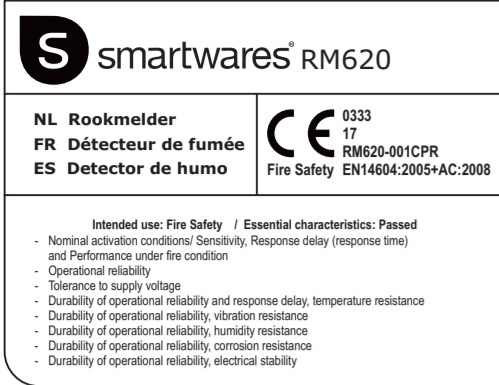 S smartwares® RM620
NL Rookmelder
FR Détecteur de fumée
ES Detector de humo
CE 0333
17
RM620-001CPR
Fire Safety EN14604:2005+AC:2008
Intended use: Fire Safety / Essential characteristics: Passed
- Nominal activation conditions/ Sensitivity, Response delay (response time)
and Performance under fire condition
- Operational reliability
- Tolerance to supply voltage
- Durability of operational reliability and response delay, temperature resistance
- Durability of operational reliability, vibration resistance
- Durability of operational reliability, humidity resistance
- Durability of operational reliability, corrosion resistance
- Durability of operational reliability, electrical stability